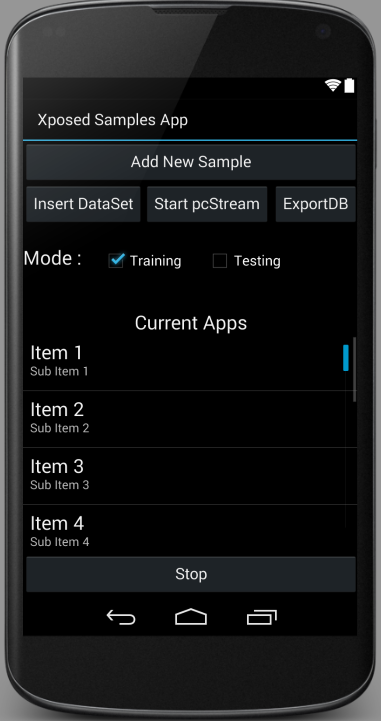 Xposed Samples App
Add New Sample
Insert DataSet Start pcStream ExportDB
Mode : Training Testing
Current Apps
Item 1
Sub Item 1
Item 2
Sub Item 2
Item 3
Sub Item 3
Item 4
Sub Item 4
Stop